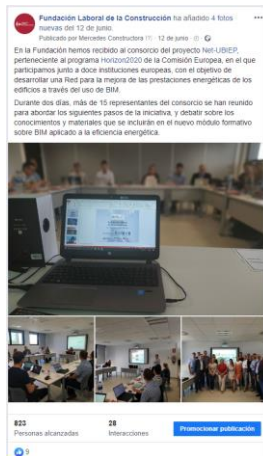 Fundación Laboral de la Construcción ha añadido 4 fotos
nuevas del 12 de junio.
Publicado por Mercedes Constructora · 12 de junio ·
En la Fundación hemos recibido al consorcio del proyecto Net-UBIEP,
perteneciente al programa Horizon2020 de la Comisión Europea, en el que
participamos junto a doce instituciones europeas, con el objetivo de
desarrollar una Red para la mejora de las prestaciones energéticas de los
edificios a través del uso de BIM.
Durante dos días, más de 15 representantes del consorcio se han reunido
para abordar los siguientes pasos de la iniciativa, y debatir sobre los
conocimientos y materiales que se incluirán en el nuevo módulo formativo
sobre BIM aplicado a la eficiencia energética.
823
Personas alcanzadas
28
Interacciones
Promocionar publicación
9